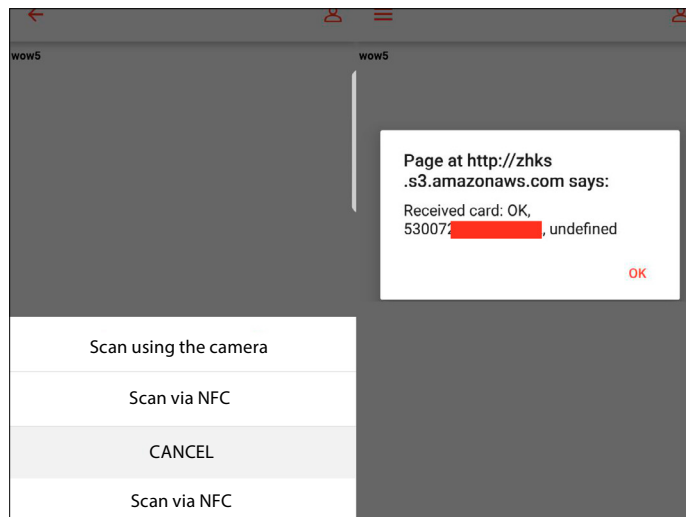 wow5
Scan using the camera
Scan via NFC
CANCEL
Scan via NFC
wow5
Page at http://zhks
.s3.amazonaws.com says:
Received card: OK,
53007 , undefined
OK